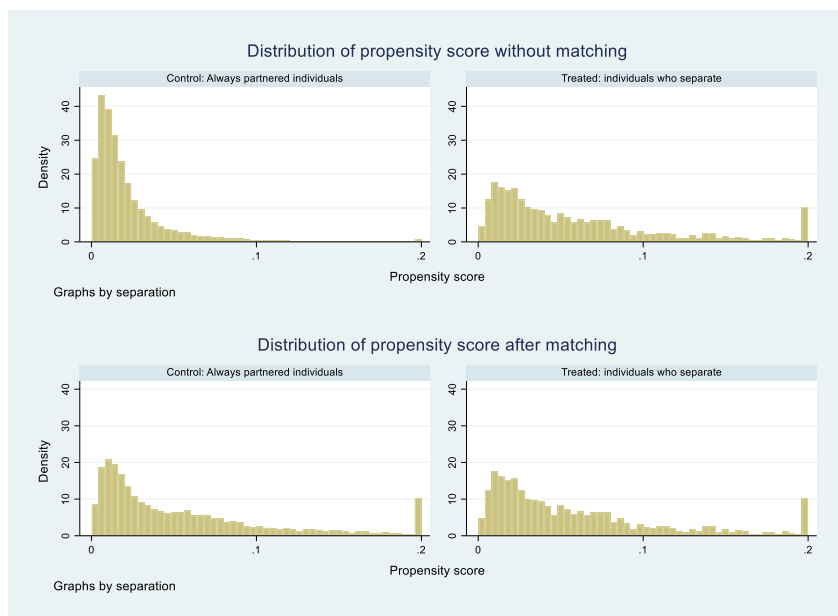 Distribution of propensity score without matching
Control: Always partnered individuals
Treated: individuals who separate
Density
0
10
20
30
40
0
.1
.2
0
10
20
30
40
0
.1
.2
Propensity score
Graphs by separation
Distribution of propensity score after matching
Control: Always partnered individuals
Treated: individuals who separate
Density
0
10
20
30
40
0
.1
.2
0
10
20
30
40
0
.1
.2
Propensity score
Graphs by separation